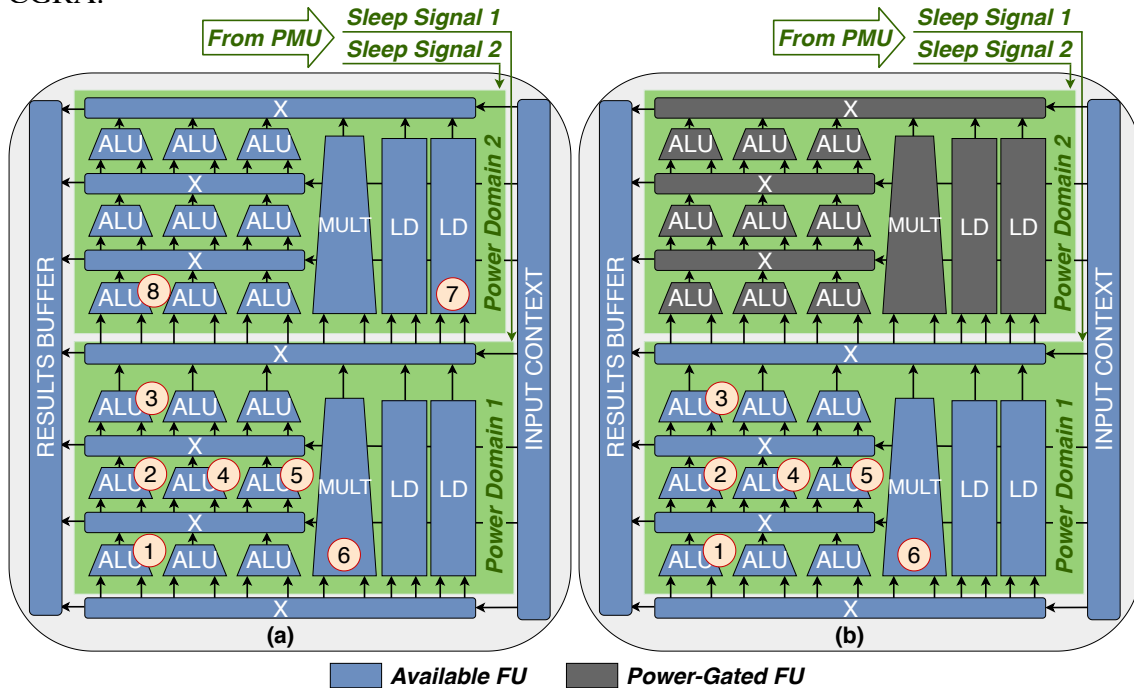 CGRA.
From PMU
Sleep Signal 1
Sleep Signal 2
RESULTS BUFFER
INPUT CONTEXT
Power Domain 2
X
ALU ALU ALU
X
ALU ALU ALU
MULT LD LD
X
ALU ALU ALU
8 7
X
Power Domain 1
ALU ALU ALU
3
X
ALU ALU ALU
2 4 5
MULT LD LD
X
ALU ALU ALU
1 6
X
(a)
From PMU
Sleep Signal 1
Sleep Signal 2
RESULTS BUFFER
INPUT CONTEXT
Power Domain 2
X
ALU ALU ALU
X
ALU ALU ALU
MULT LD LD
X
ALU ALU ALU
X
Power Domain 1
ALU ALU ALU
3
X
ALU ALU ALU
2 4 5
MULT LD LD
X
ALU ALU ALU
1 6
X
(b)
Available FU
Power-Gated FU